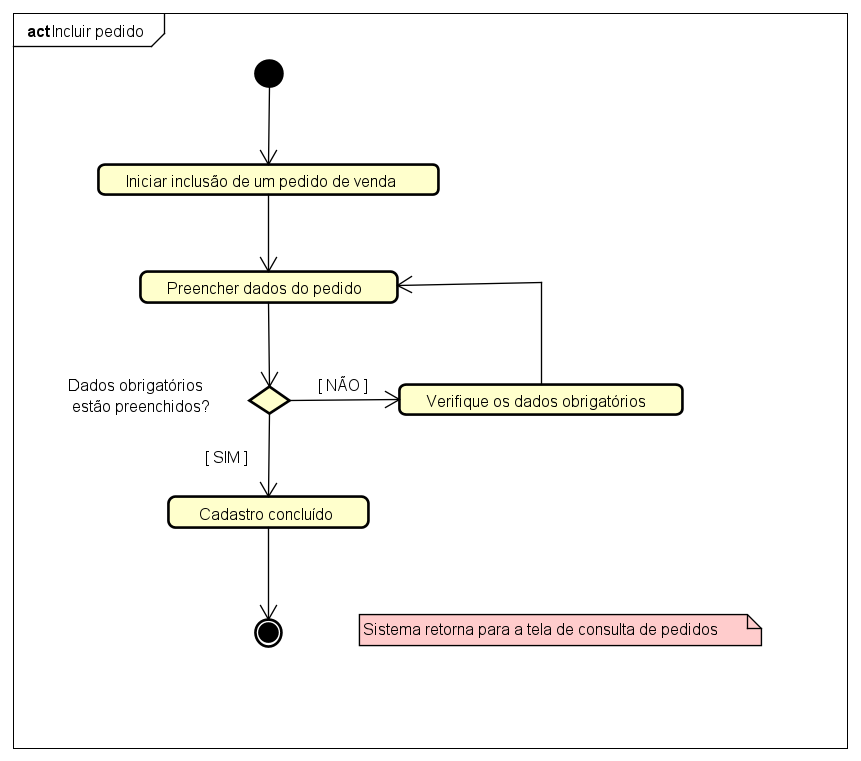 act Incluir pedido
Iniciar inclusão de um pedido de venda
Preencher dados do pedido
Dados obrigatórios
estão preenchidos?
[ NÃO ]
Verifique os dados obrigatórios
[ SIM ]
Cadastro concluído
Sistema retorna para a tela de consulta de pedidos